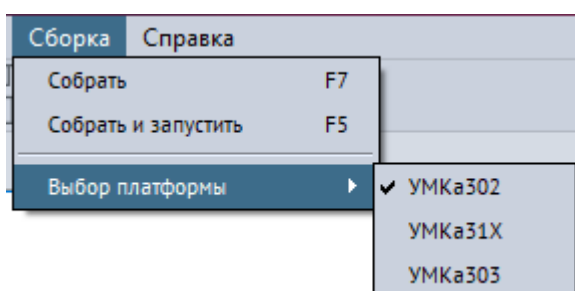 Сборка Справка
Собрать F7
Собрать и запустить F5
Выбор платформы
УМКа302
УМКа31X
УМКа303